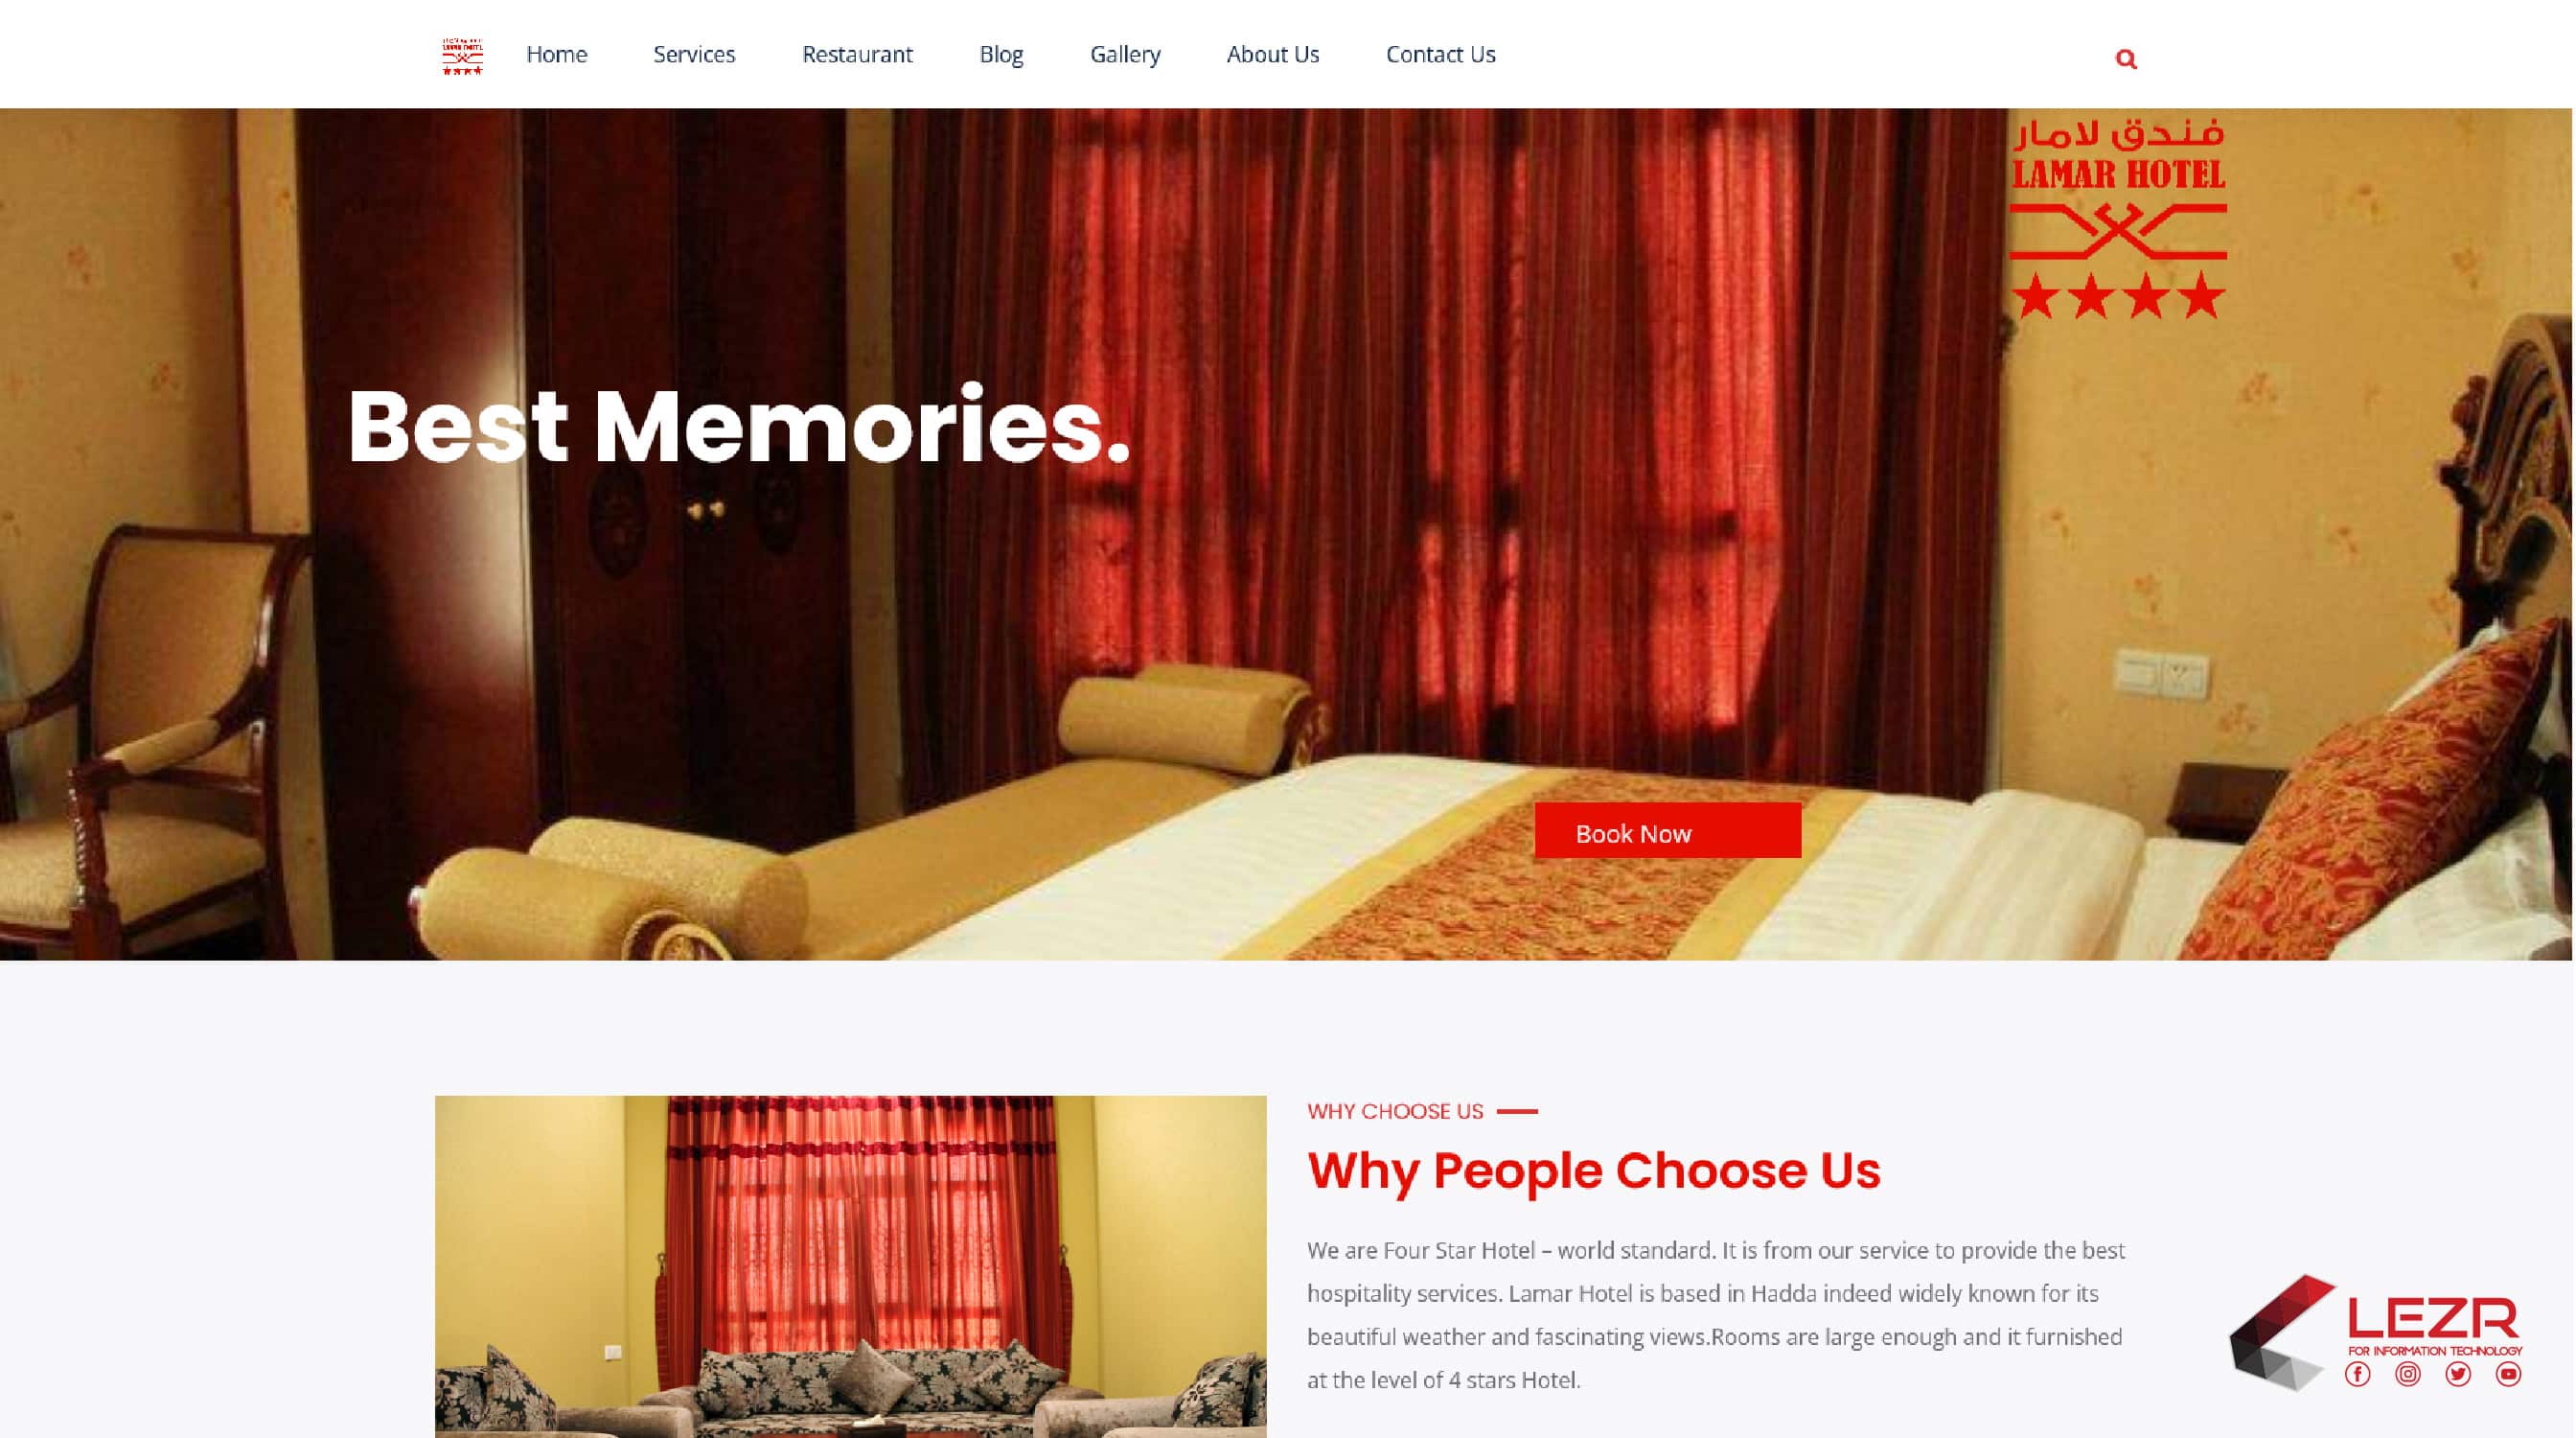 LAMAR HOTEL
Home Services Restaurant Blog Gallery About Us Contact Us
فندق لامار
LAMAR HOTEL
Best Memories.
Book Now
WHY CHOOSE US
Why People Choose Us
We are Four Star Hotel – world standard. It is from our service to provide the best
hospitality services. Lamar Hotel is based in Hadda indeed widely known for its
beautiful weather and fascinating views.Rooms are large enough and it furnished
at the level of 4 stars Hotel.
LEZR
FOR INFORMATION TECHNOLOGY